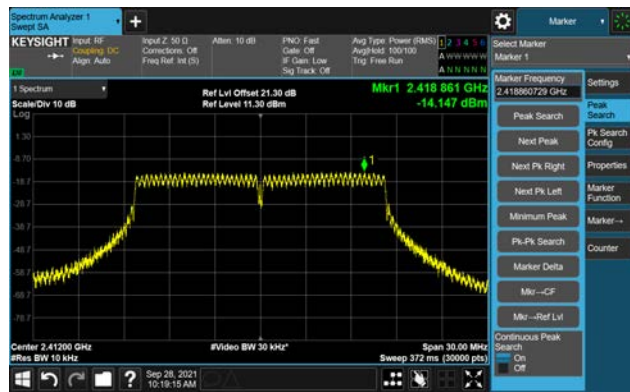 Spectrum Analyzer 1
Swept SA
Marker
KEYSIGHT
Input: RF
Coupling: DC
Align: Auto
Input Z: 50 Ω
Corrections: Off
Freq Ref: Int (S)
Atten: 10 dB
PNO: Fast
Gate: Off
IF Gain: Low
Sig Track: Off
Avg Type: Power (RMS)
Avg|Hold: 100/100
Trig: Free Run
1 2 3 4 5 6
A W W W W W
A N N N N N
Select Marker
Marker 1
1 Spectrum
Scale/Div 10 dB
Log
Ref Lvl Offset 21.30 dB
Ref Level 11.30 dBm
Mkr1 2.418 861 GHz
-14.147 dBm
1
1.30
-8.70
-18.7
-28.7
-38.7
-48.7
-58.7
-68.7
-78.7
Center 2.41200 GHz
#Res BW 10 kHz
#Video BW 30 kHz*
Span 30.00 MHz
Sweep 372 ms (30000 pts)
Marker Frequency
2.418860729 GHz
Peak Search
Next Peak
Next Pk Right
Next Pk Left
Minimum Peak
Pk-Pk Search
Marker Delta
Mkr→CF
Mkr→Ref Lvl
Continuous Peak
Search
On
Off
Settings
Peak
Search
Pk Search
Config
Properties
Marker
Function
Marker→
Counter
Sep 28, 2021
10:19:15 AM